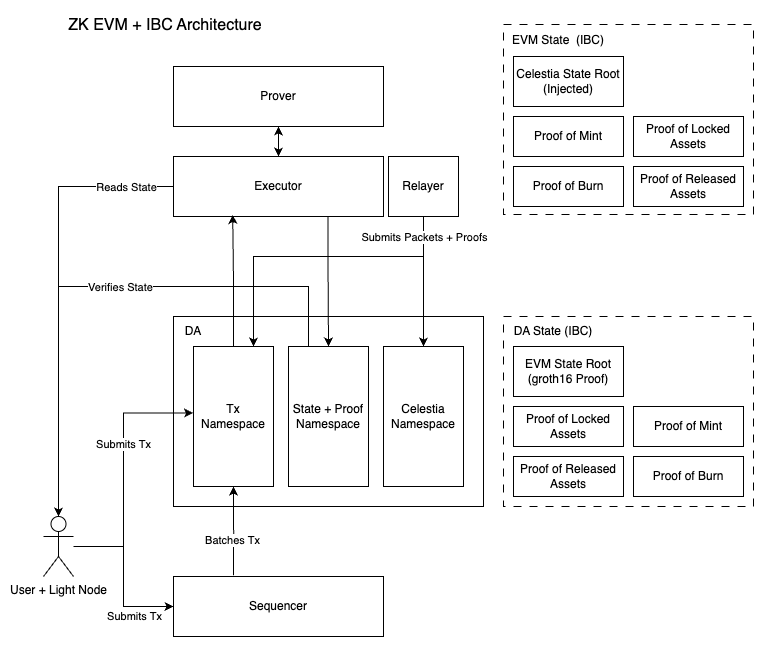 ZK EVM + IBC Architecture
Prover
Executor
Relayer
Reads State
Submits Packets + Proofs
Verifies State
DA
Tx
Namespace
State + Proof
Namespace
Celestia
Namespace
Submits Tx
Batches Tx
User + Light Node
Submits Tx
Sequencer
EVM State (IBC)
Celestia State Root
(Injected)
Proof of Mint
Proof of Locked
Assets
Proof of Burn
Proof of Released
Assets
DA State (IBC)
EVM State Root
(groth16 Proof)
Proof of Locked
Assets
Proof of Mint
Proof of Released
Assets
Proof of Burn